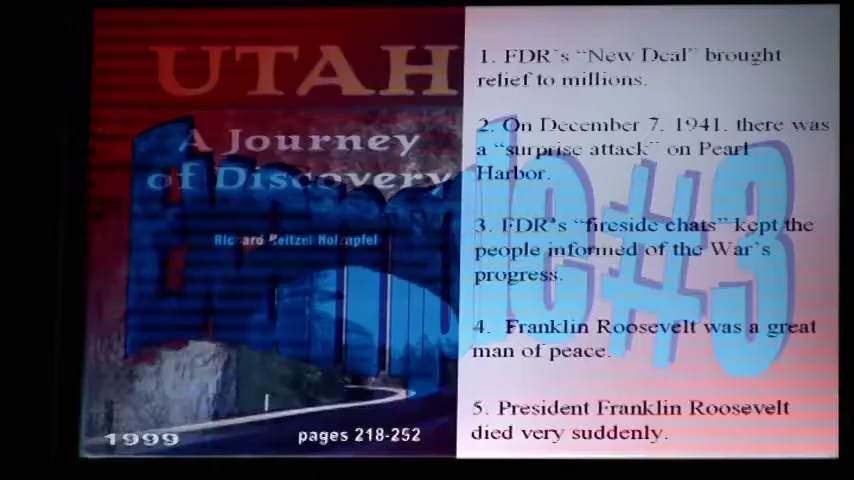 UTAH
A Journey
of Discovery
Richard Neitzel Holzapfel
1999
pages 218-252
Example #3
1. FDR's "New Deal" brought
relief to millions.
2. On December 7, 1941, there was
a "surprise attack" on Pearl
Harbor.
3. FDR's "fireside chats" kept the
people informed of the War's
progress.
4. Franklin Roosevelt was a great
man of peace.
5. President Franklin Roosevelt
died very suddenly.